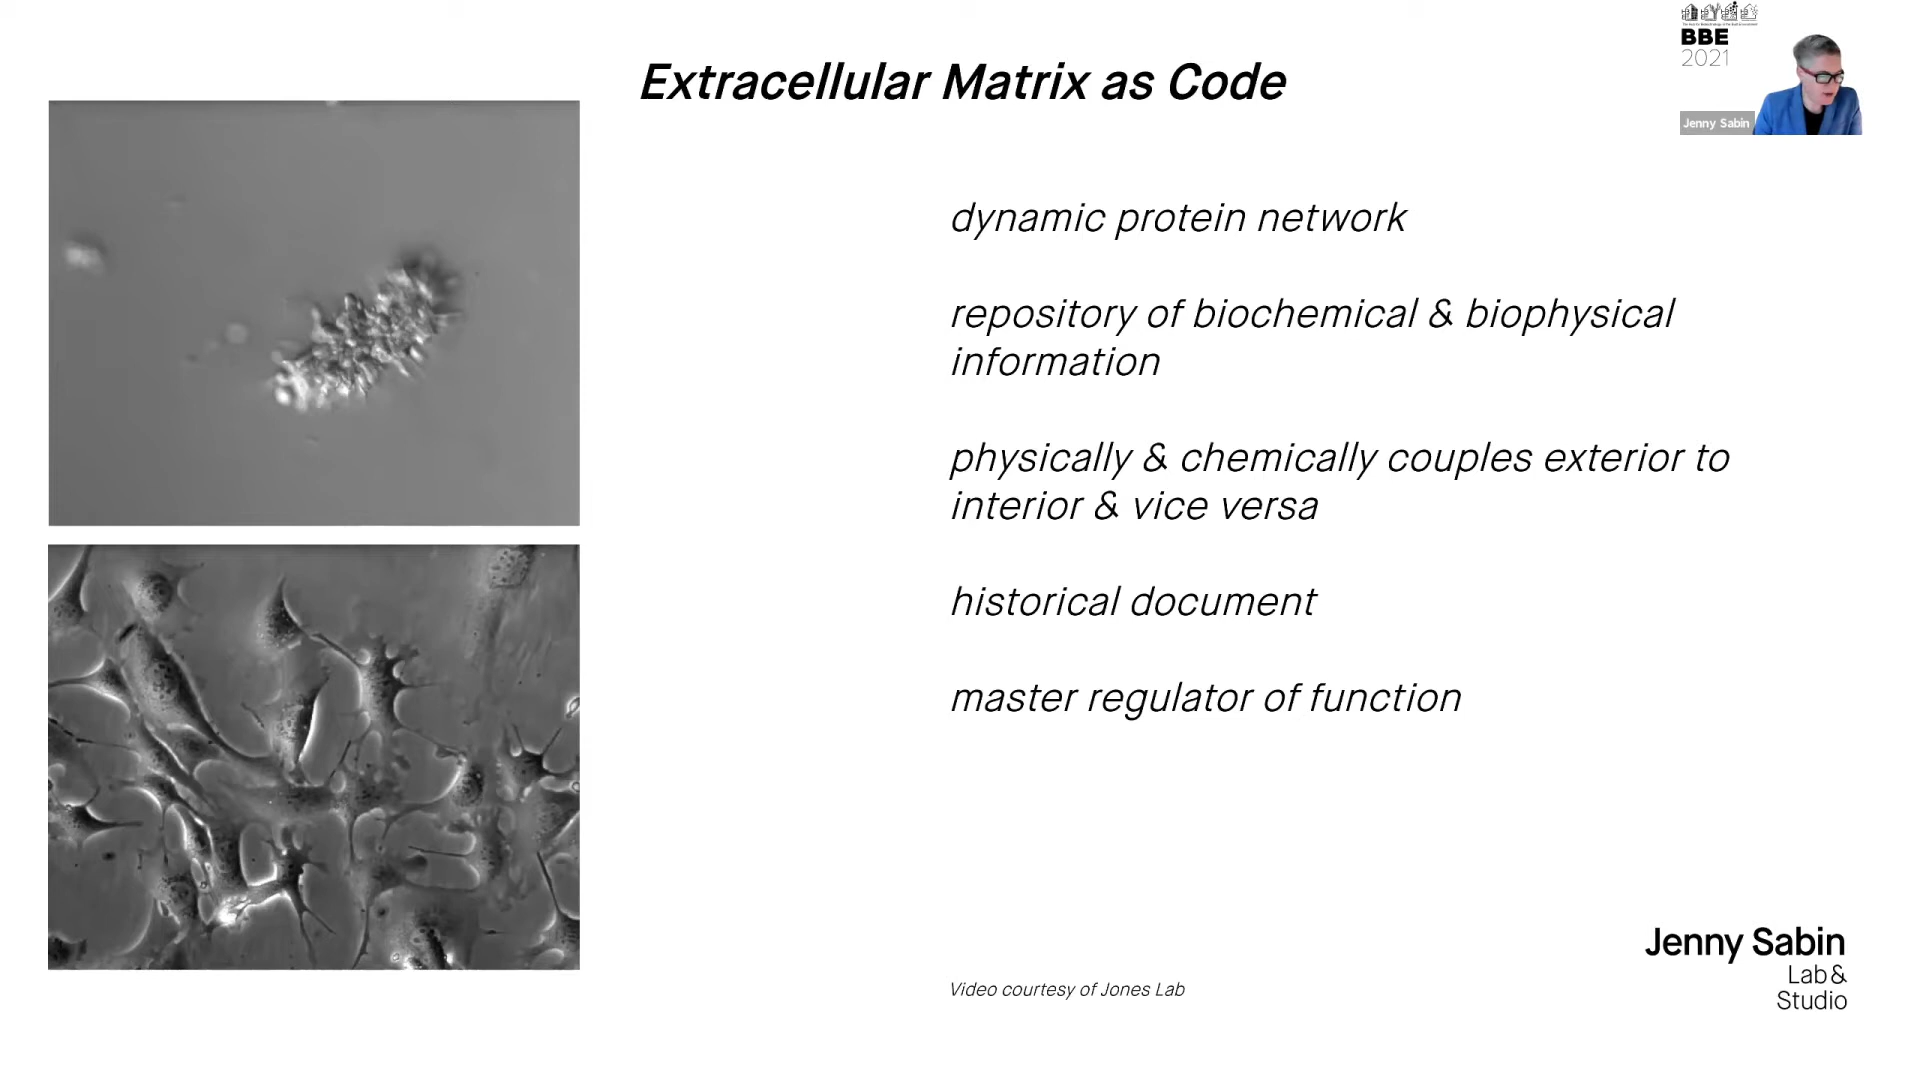 BBE
2021
Jenny Sabin
Extracellular Matrix as Code
dynamic protein network
repository of biochemical & biophysical
information
physically & chemically couples exterior to
interior & vice versa
historical document
master regulator of function
Video courtesy of Jones Lab
Jenny Sabin
Lab &
Studio